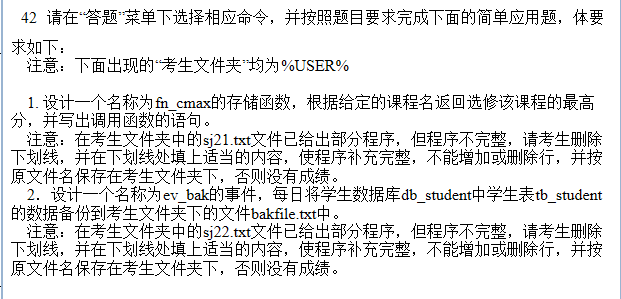 42 请在“答题”菜单下选择相应命令，并按照题目要求完成下面的简单应用题，体要
求如下：
注意：下面出现的“考生文件夹”均为%USER%
1. 设计一个名称为fn_cmax的存储函数，根据给定的课程名返回选修该课程的最高
分，并写出调用函数的语句。
注意：在考生文件夹中的sj21.txt文件已给出部分程序，但程序不完整，请考生删除
下划线，并在下划线处填上适当的内容，使程序补充完整，不能增加或删除行，并按
原文件名保存在考生文件夹下，否则没有成绩。
2．设计一个名称为ev_bak的事件，每日将学生数据库db_student中学生表tb_student
的数据备份到考生文件夹下的文件bakfile.txt中。
注意：在考生文件夹中的sj22.txt文件已给出部分程序，但程序不完整，请考生删除
下划线，并在下划线处填上适当的内容，使程序补充完整，不能增加或删除行，并按
原文件名保存在考生文件夹下，否则没有成绩。